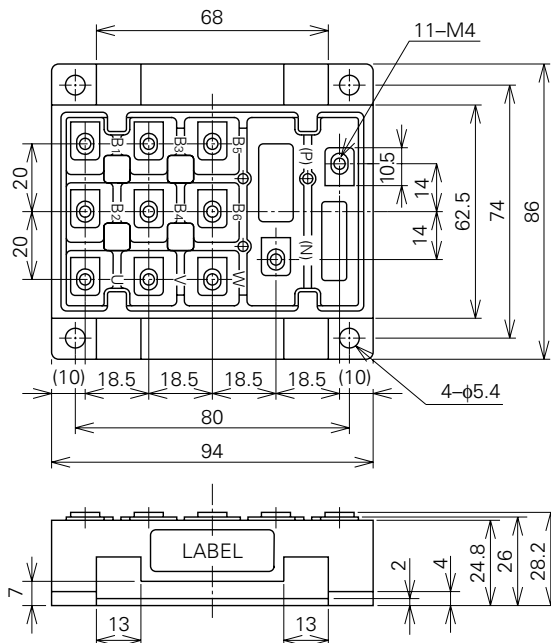 68
11–M4
B1
B3
B5
(P)
10.5
20
14
62.5
74
86
B2
B4
B6
20
14
(N)
U
V
W
(10)
18.5
18.5
18.5
18.5
(10)
4–ϕ5.4
80
94
LABEL
7
2
4
24.8
26
28.2
13
13